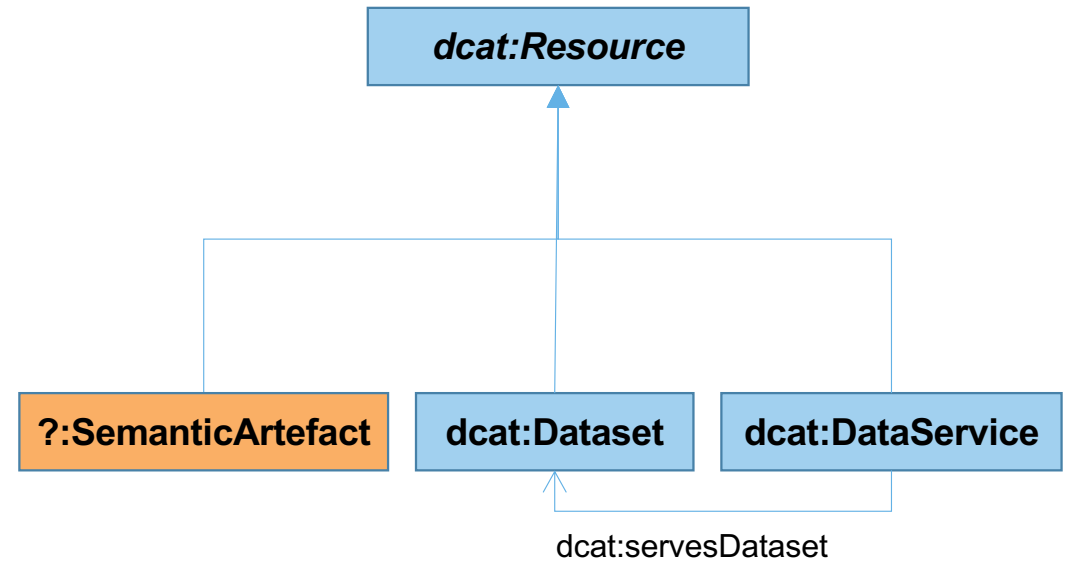 dcat:Resource
?:SemanticArtefact
dcat:Dataset
dcat:DataService
dcat:servesDataset